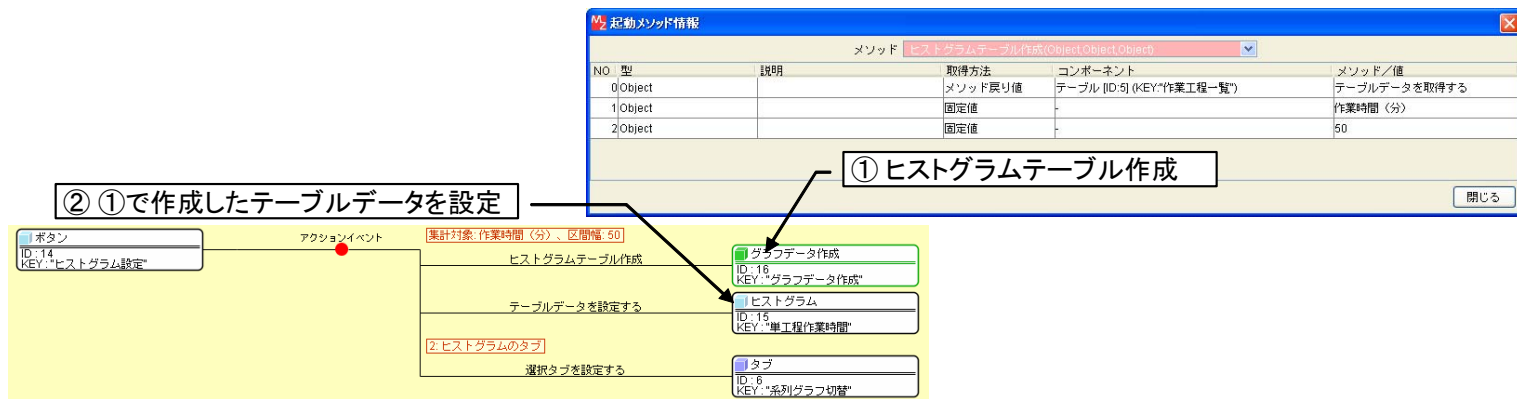 MZ 起動メソッド情報
メソッド ヒストグラムテーブル作成(Object,Object,Object)
NO 型 説明 取得方法 コンポーネント メソッド／値
0 Object メソッド戻り値 テーブル [ID:5] (KEY:"作業工程一覧") テーブルデータを取得する
1 Object 固定値 - 作業時間（分）
2 Object 固定値 - 50
① ヒストグラムテーブル作成
閉じる
② ①で作成したテーブルデータを設定
ボタン
ID : 14
KEY : "ヒストグラム設定"
アクションイベント
集計対象: 作業時間（分）、区間幅: 50
ヒストグラムテーブル作成
グラフデータ作成
ID : 16
KEY : "グラフデータ作成"
テーブルデータを設定する
ヒストグラム
ID : 15
KEY : "単工程作業時間"
2: ヒストグラムのタブ
選択タブを設定する
タブ
ID : 6
KEY : "系列グラフ切替"